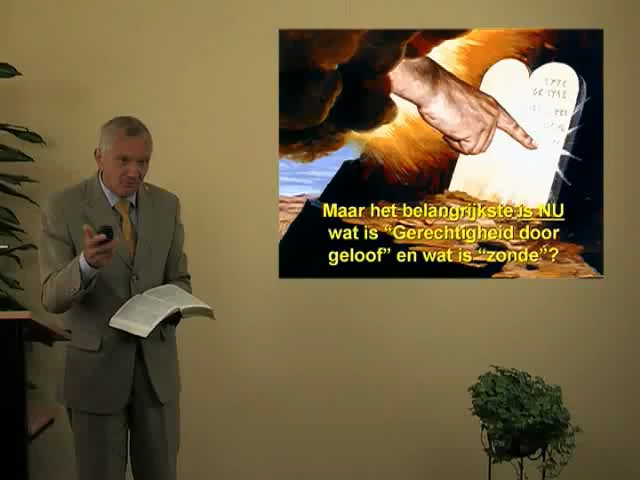 Maar het belangrijkste is NU
wat is “Gerechtigheid door
geloof” en wat is “zonde”?